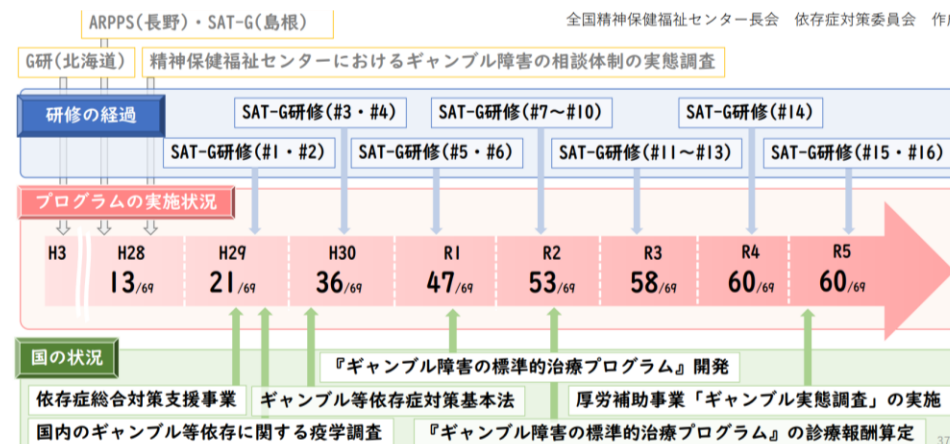 ARPPS(長野)・SAT-G(島根)
全国精神保健福祉センター長会 依存症対策委員会
G研(北海道)
精神保健福祉センターにおけるギャンブル障害の相談体制の実態調査
研修の経過
SAT-G研修(#3・#4)
SAT-G研修(#7～#10)
SAT-G研修(#14)
SAT-G研修(#1・#2)
SAT-G研修(#5・#6)
SAT-G研修(#11～#13)
SAT-G研修(#15・#16)
プログラムの実施状況
H3 H28 H29 H30 R1 R2 R3 R4 R5
13/69 21/69 36/69 47/69 53/69 58/69 60/69 60/69
国の状況
『ギャンブル障害の標準的治療プログラム』開発
依存症総合対策支援事業
ギャンブル等依存症対策基本法
厚労補助事業「ギャンブル実態調査」の実施
国内のギャンブル等依存に関する疫学調査
『ギャンブル障害の標準的治療プログラム』の診療報酬算定